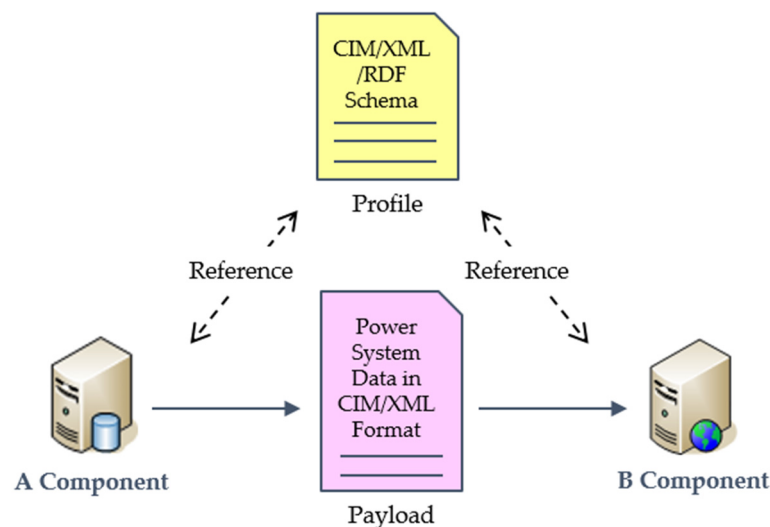 CIM/XML
/RDF
Schema
Profile
Reference
Reference
Power
System
Data in
CIM/XML
Format
A Component
B Component
Payload